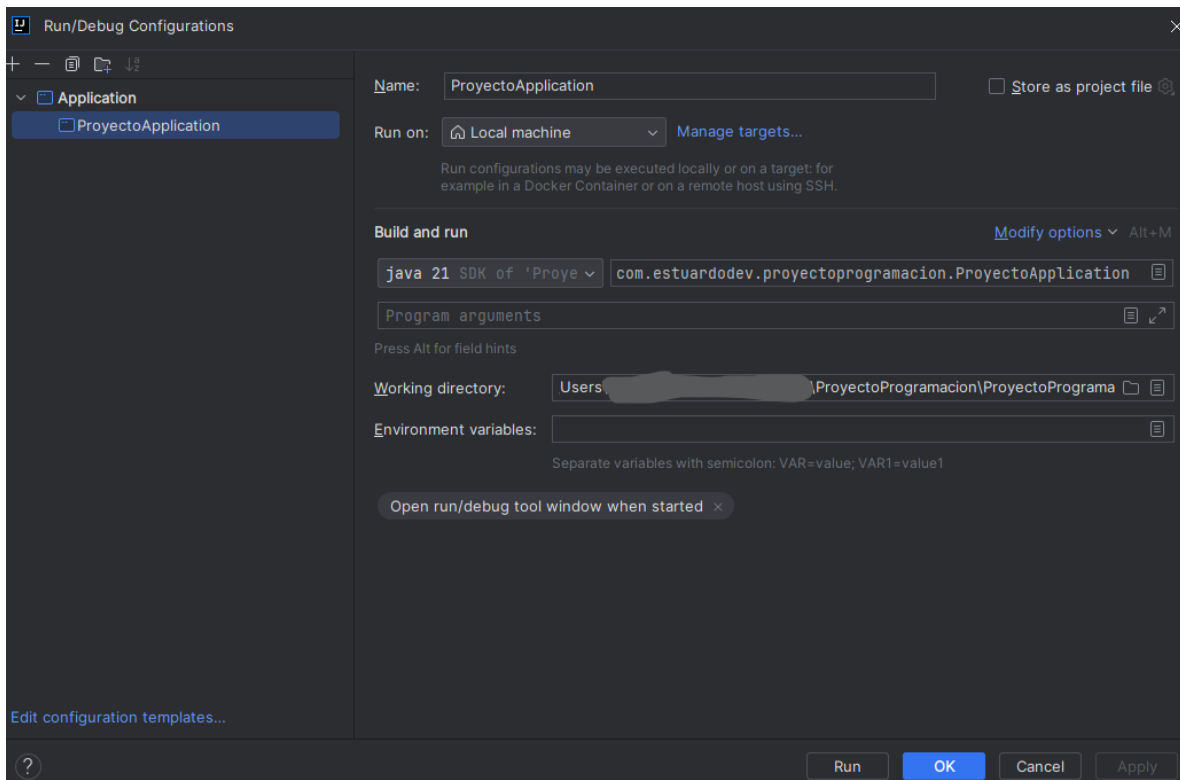 Run/Debug Configurations
Application
ProyectoApplication
Edit configuration templates...
Name: ProyectoApplication
Store as project file
Run on: Local machine Manage targets...
Run configurations may be executed locally or on a target: for
example in a Docker Container or on a remote host using SSH.
Build and run Modify options Alt+M
java 21 SDK of 'Proye com.estuardodev.proyectoprogramacion.ProyectoApplication
Program arguments
Press Alt for field hints
Working directory: Users \ProyectoProgramacion\ProyectoPrograma
Environment variables:
Separate variables with semicolon: VAR=value; VAR1=value1
Open run/debug tool window when started ×
? Run OK Cancel Apply